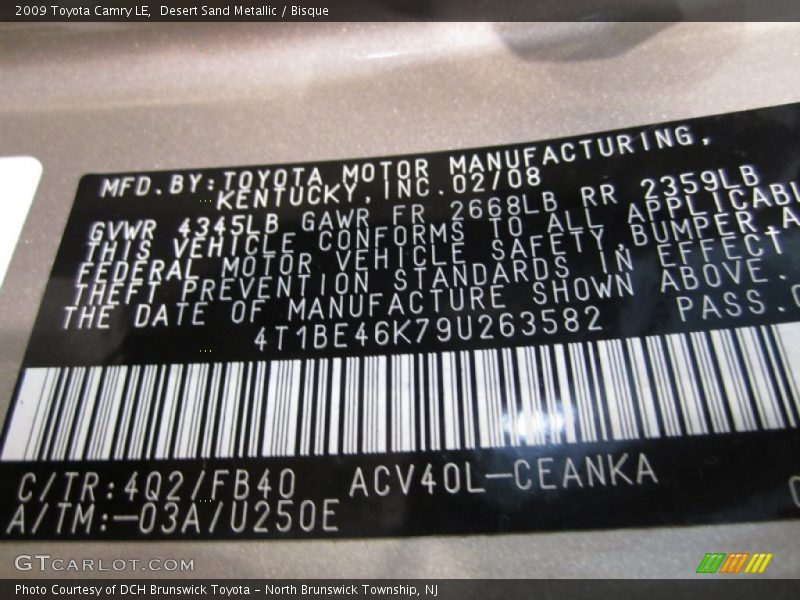 2009 Toyota Camry LE, Desert Sand Metallic / Bisque
MFD.BY:TOYOTA MOTOR MANUFACTURING,
KENTUCKY,INC.02/08
GVWR 4345LB GAWR FR 2668LB RR 2359LB
THIS VEHICLE CONFORMS TO ALL
FEDERAL MOTOR VEHICLE SAFETY,BUMPER
THEFT PREVENTION STANDARDS IN EFFECT
THE DATE OF MANUFACTURE SHOWN ABOVE.
4T1BE46K79U263582 PASS.
C/TR:4Q2/FB40 ACV40L-CEANKA
A/TM:-03A/U250E
GTCARLOT.COM
Photo Courtesy of DCH Brunswick Toyota - North Brunswick Township, NJ